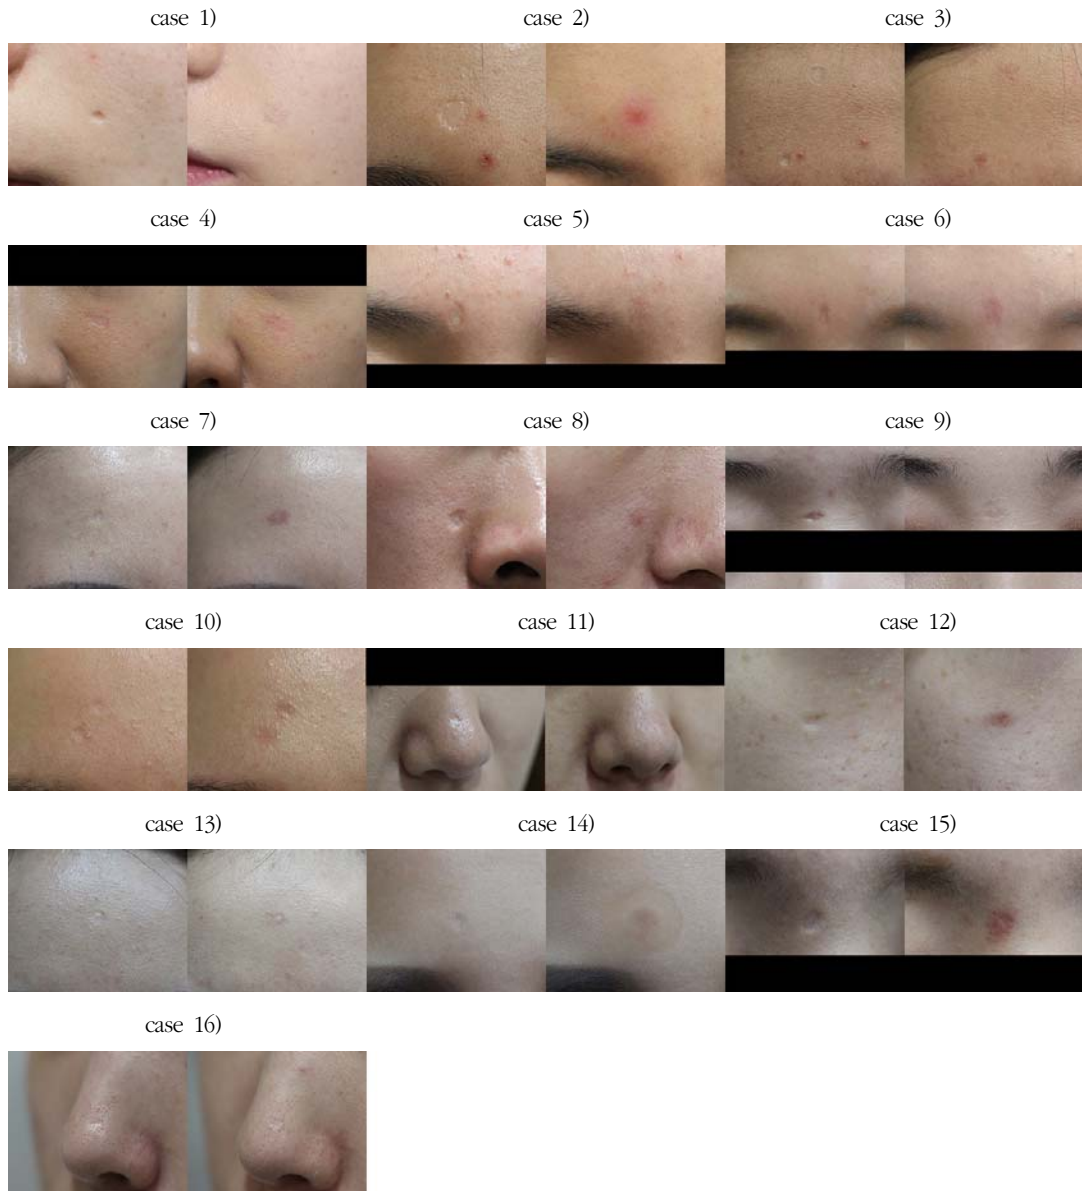 case 1) case 2) case 3)
case 4) case 5) case 6)
case 7) case 8) case 9)
case 10) case 11) case 12)
case 13) case 14) case 15)
case 16)